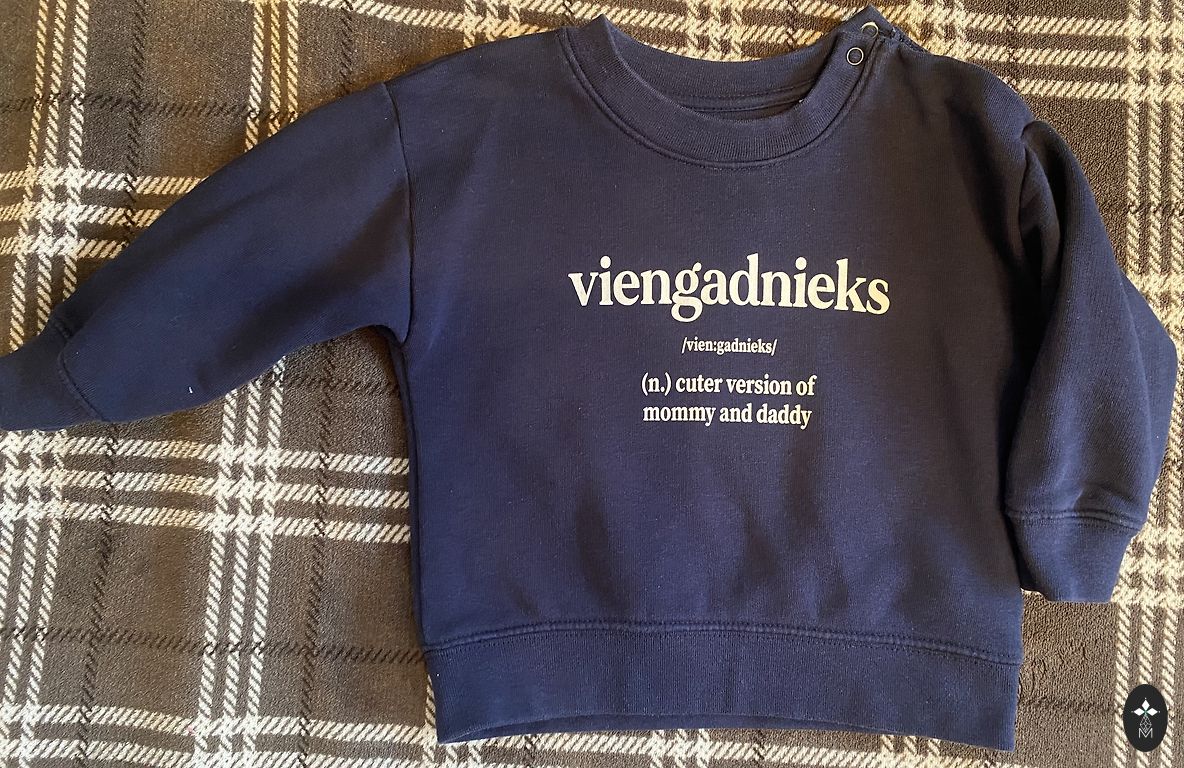 viengadnieks
/vien:gadnieks/
(n.) cuter version of
mommy and daddy
M